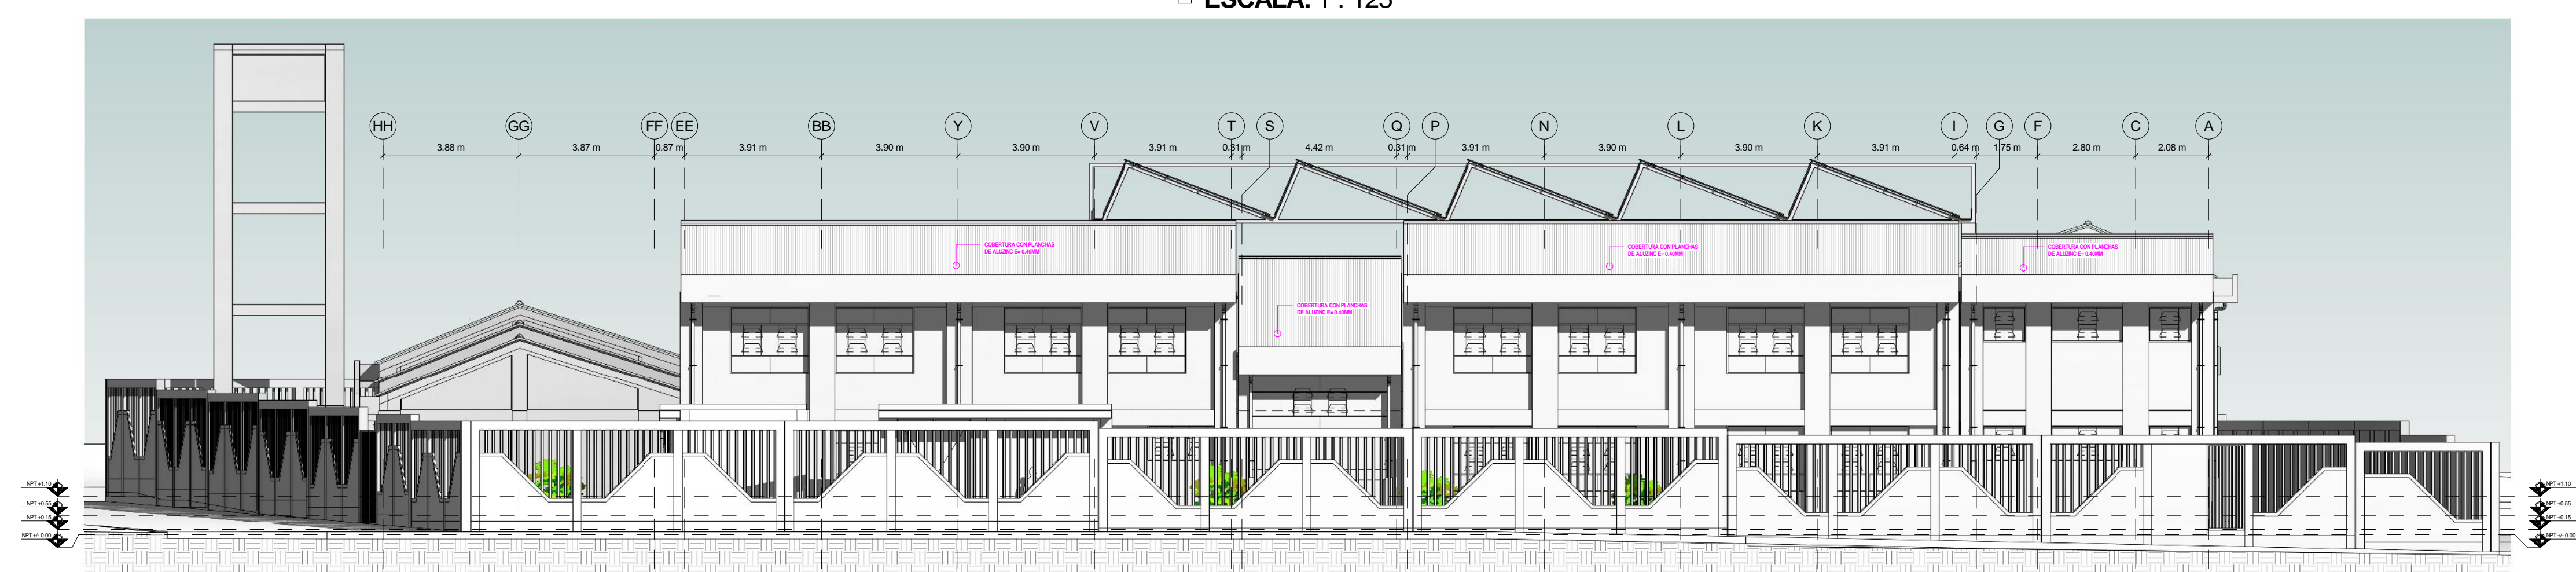 ESCALA: 1 : 125
HH GG FF EE BB Y V T S Q P N L K I G F C A
3.88 m 3.87 m 0.87 m 3.91 m 3.90 m 3.90 m 3.91 m 0.31 m 4.42 m 0.31 m 3.91 m 3.90 m 3.90 m 3.91 m 0.64 m 1.75 m 2.80 m 2.08 m
COBERTURA CON PLANCHAS
DE ALUZINC E= 0.40MM
COBERTURA CON PLANCHAS
DE ALUZINC E= 0.40MM
COBERTURA CON PLANCHAS
DE ALUZINC E= 0.40MM
COBERTURA CON PLANCHAS
DE ALUZINC E= 0.40MM
NPT +1.10
NPT +0.55
NPT +0.15
NPT +/- 0.00
NPT +1.10
NPT +0.55
NPT +0.15
NPT +/- 0.00